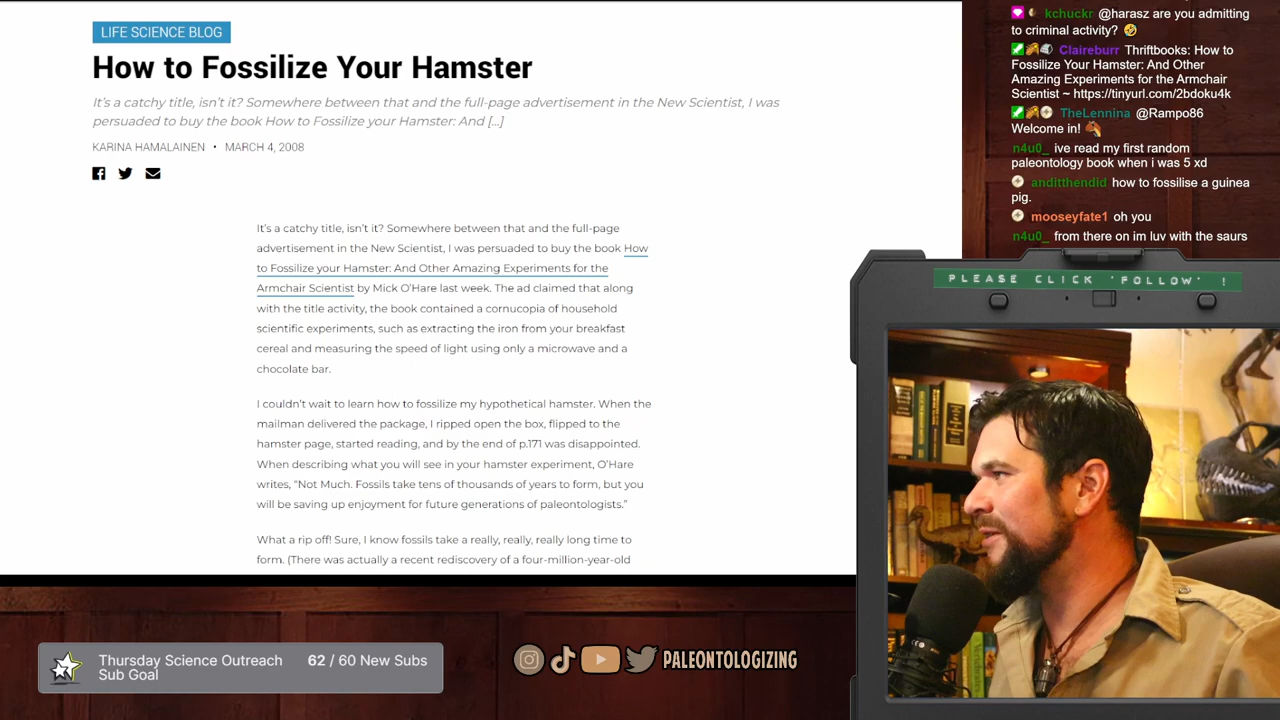 LIFE SCIENCE BLOG
How to Fossilize Your Hamster
It's a catchy title, isn't it? Somewhere between that and the full-page advertisement in the New Scientist, I was
persuaded to buy the book How to Fossilize your Hamster: And [...]
KARINA HAMALAINEN • MARCH 4, 2008
It's a catchy title, isn't it? Somewhere between that and the full-page
advertisement in the New Scientist, I was persuaded to buy the book How
to Fossilize your Hamster: And Other Amazing Experiments for the
Armchair Scientist by Mick O'Hare last week. The ad claimed that along
with the title activity, the book contained a cornucopia of household
scientific experiments, such as extracting the iron from your breakfast
cereal and measuring the speed of light using only a microwave and a
chocolate bar.
I couldn't wait to learn how to fossilize my hypothetical hamster. When the
mailman delivered the package, I ripped open the box, flipped to the
hamster page, started reading, and by the end of p.171 was disappointed.
When describing what you will see in your hamster experiment, O'Hare
writes, "Not Much. Fossils take tens of thousands of years to form, but you
will be saving up enjoyment for future generations of paleontologists."
What a rip off! Sure, I know fossils take a really, really, really long time to
form. (There was actually a recent rediscovery of a four-million-year-old
kchuckr @harasz are you admitting
to criminal activity?
Claireburr Thriftbooks: How to
Fossilize Your Hamster: And Other
Amazing Experiments for the Armchair
Scientist ~ https://tinyurl.com/2bdoku4k
TheLennina @Rampo86
Welcome in!
n4u0_ ive read my first random
paleontology book when i was 5 xd
anditthendid how to fossilise a guinea
pig.
mooseyfate1 oh you
n4u0_ from there on im luv with the saurs
PLEASE CLICK 'FOLLOW' !
Thursday Science Outreach 62 / 60 New Subs
Sub Goal
PALEONTOLOGIZING